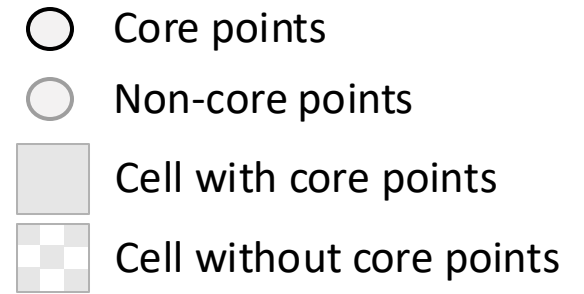 Core points
Non-core points
Cell with core points
Cell without core points